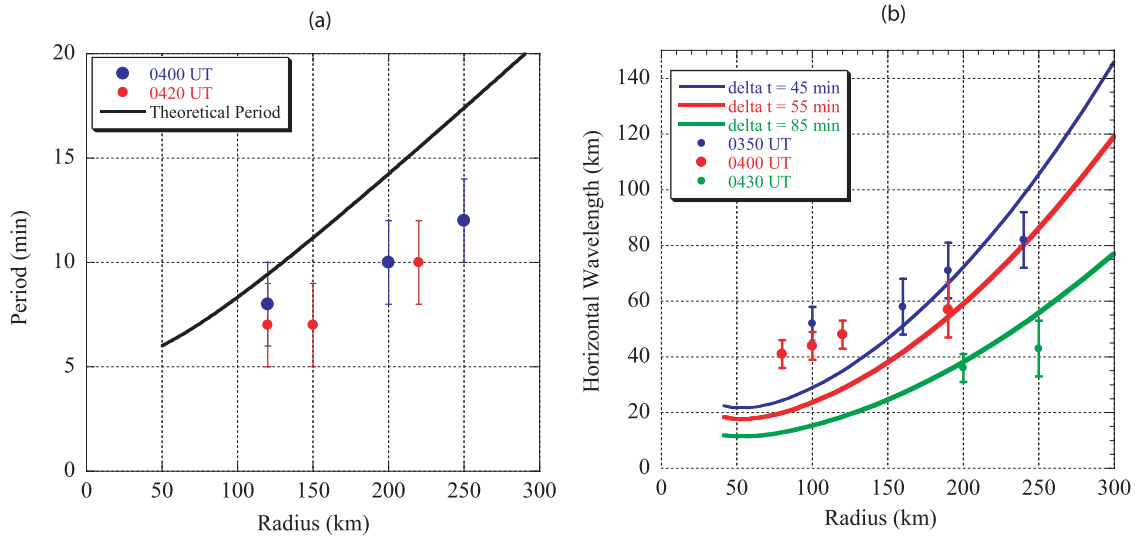 (a)
20
15
10
5
0
0 50 100 150 200 250 300
Period (min)
Radius (km)
0400 UT
0420 UT
Theoretical Period
(b)
140
120
100
80
60
40
20
0
50 100 150 200 250 300
Horizontal Wavelength (km)
Radius (km)
delta t = 45 min
delta t = 55 min
delta t = 85 min
0350 UT
0400 UT
0430 UT